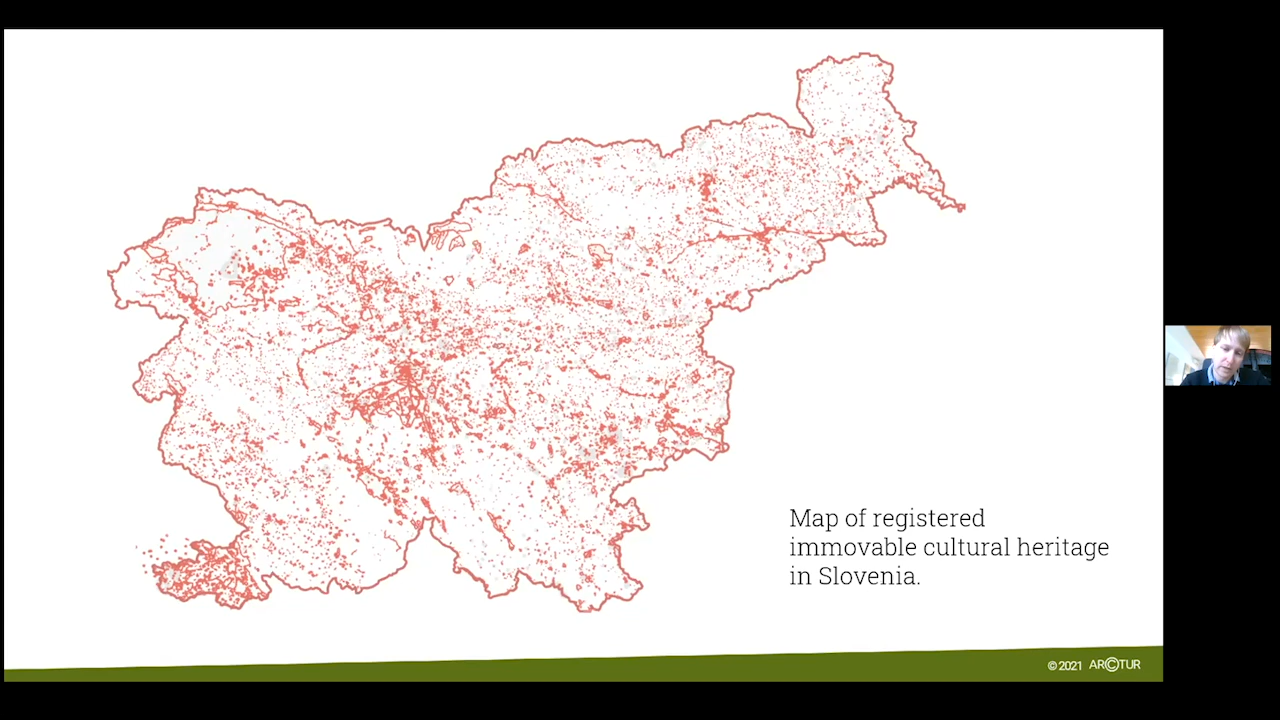 Map of registered
immovable cultural heritage
in Slovenia.
© 2021 ARCTUR